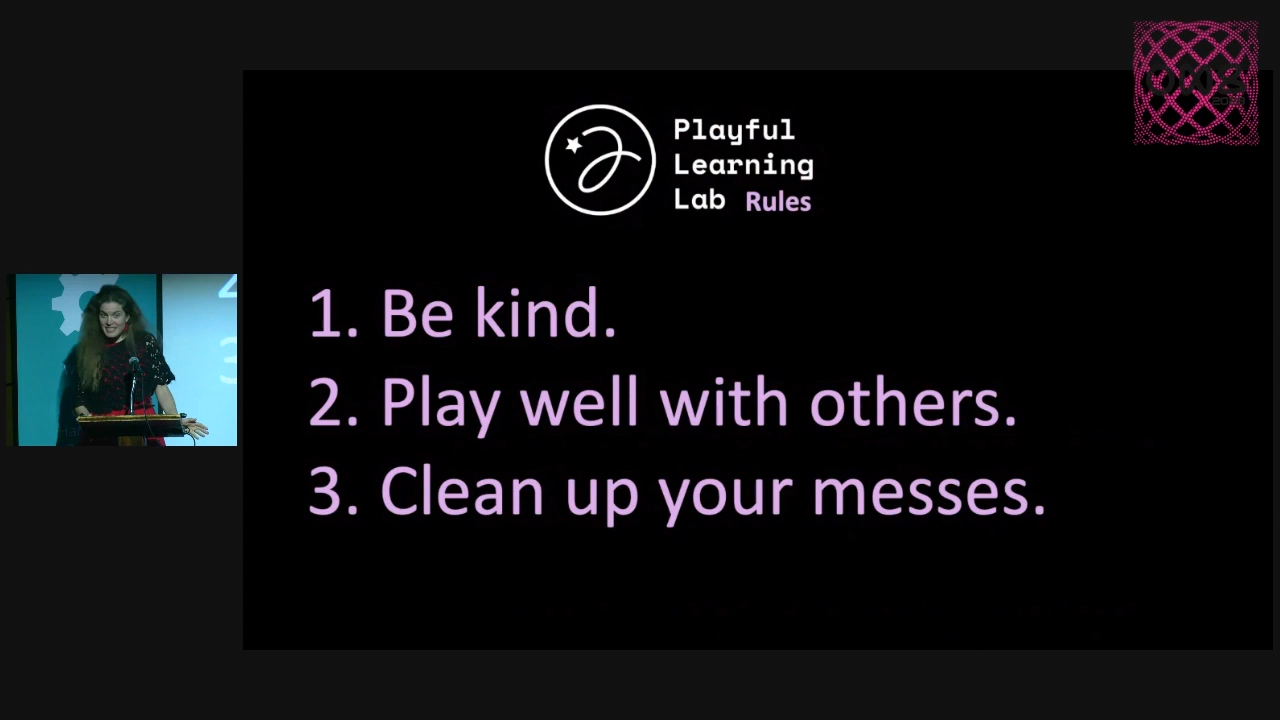 Playful
Learning
Lab Rules
1. Be kind.
2. Play well with others.
3. Clean up your messes.